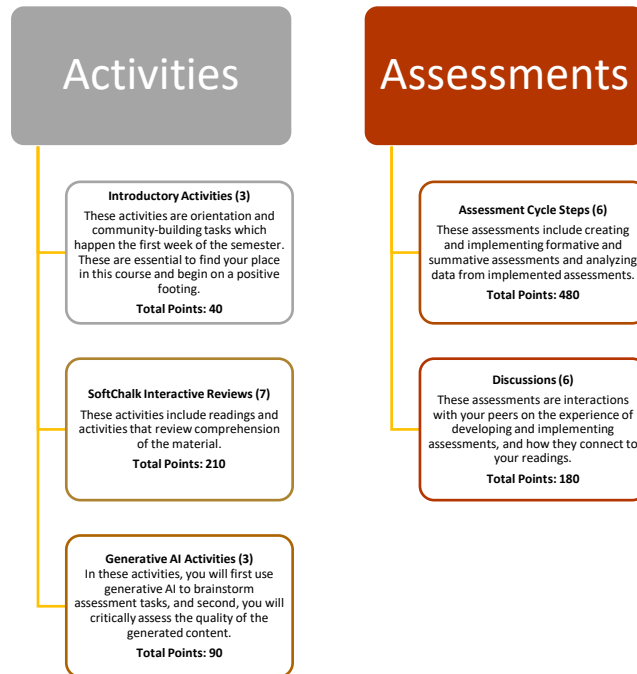 Activities
Introductory Activities (3)
These activities are orientation and
community-building tasks which
happen the first week of the semester.
These are essential to find your place
in this course and begin on a positive
footing.
Total Points: 40
SoftChalk Interactive Reviews (7)
These activities include readings and
activities that review comprehension
of the material.
Total Points: 210
Generative AI Activities (3)
In these activities, you will first use
generative AI to brainstorm
assessment tasks, and second, you will
critically assess the quality of the
generated content.
Total Points: 90
Assessments
Assessment Cycle Steps (6)
These assessments include creating
and implementing formative and
summative assessments and analyzing
data from implemented assessments.
Total Points: 480
Discussions (6)
These assessments are interactions
with your peers on the experience of
developing and implementing
assessments, and how they connect to
your readings.
Total Points: 180